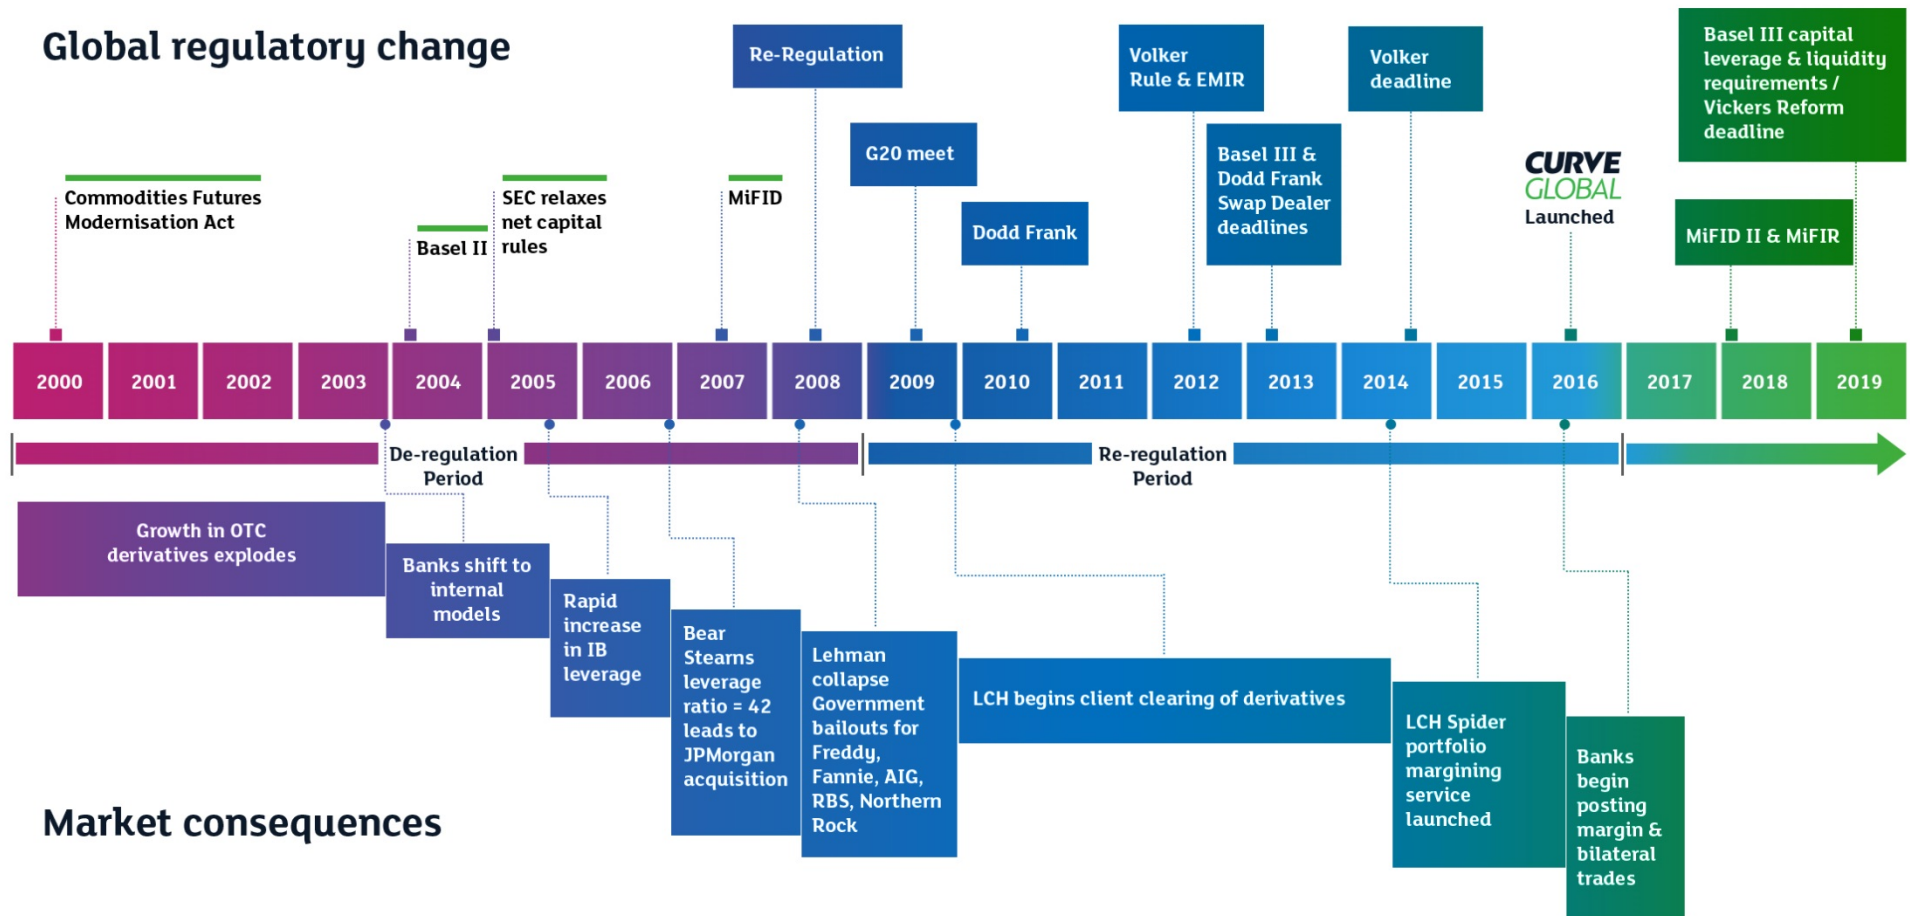 Global regulatory change
Re-Regulation
Volker
Rule & EMIR
Volker
deadline
Basel III capital
leverage & liquidity
requirements /
Vickers Reform
deadline
G20 meet
Basel III &
Dodd Frank
Swap Dealer
deadlines
CURVE
GLOBAL
Launched
Commodities Futures
Modernisation Act
Basel II
SEC relaxes
net capital
rules
MiFID
Dodd Frank
MiFID II & MiFIR
2000
2001
2002
2003
2004
2005
2006
2007
2008
2009
2010
2011
2012
2013
2014
2015
2016
2017
2018
2019
De-regulation
Period
Re-regulation
Period
Growth in OTC
derivatives explodes
Banks shift to
internal
models
Rapid
increase
in IB
leverage
Bear
Stearns
leverage
ratio = 42
leads to
JPMorgan
acquisition
Lehman
collapse
Government
bailouts for
Freddy,
Fannie, AIG,
RBS, Northern
Rock
LCH begins client clearing of derivatives
LCH Spider
portfolio
margining
service
launched
Banks
begin
posting
margin &
bilateral
trades
Market consequences